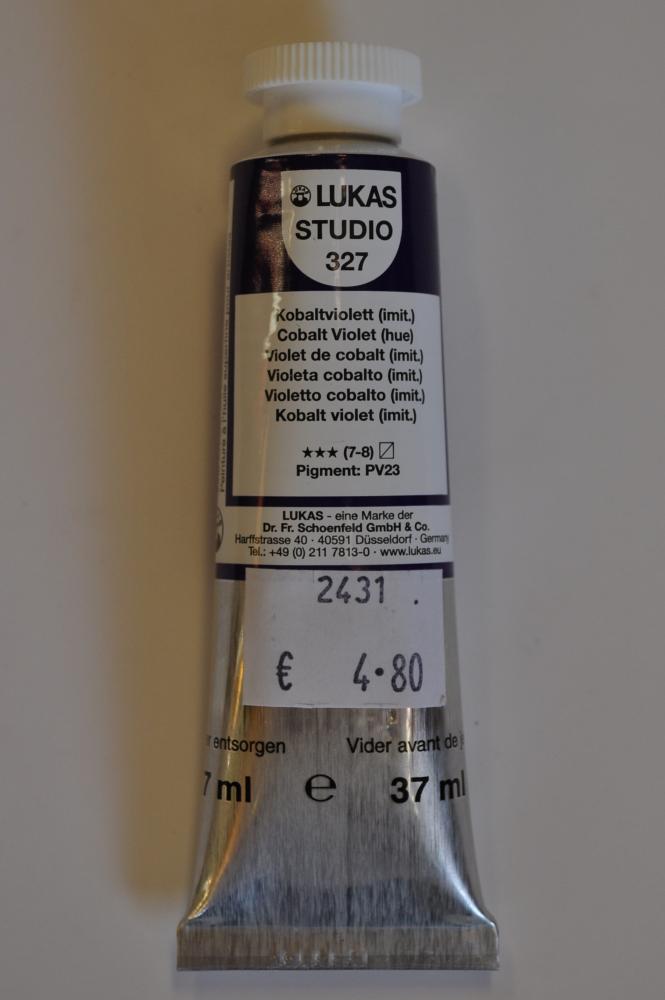 LUKAS
STUDIO
327
Kobaltviolett (imit.)
Cobalt Violet (hue)
Violet de cobalt (imit.)
Violeta cobalto (imit.)
Violetto cobalto (imit.)
Kobalt violet (imit.)
★★★ (7-8)
Pigment: PV23
LUKAS - eine Marke der
Dr. Fr. Schoenfeld GmbH & Co.
Harffstrasse 40 · 40591 Düsseldorf · Germany
Tel.: +49 (0) 211 7813-0 · www.lukas.eu
2431 .
€ 4.80
entsorgen Vider avant de
7 ml e 37 ml